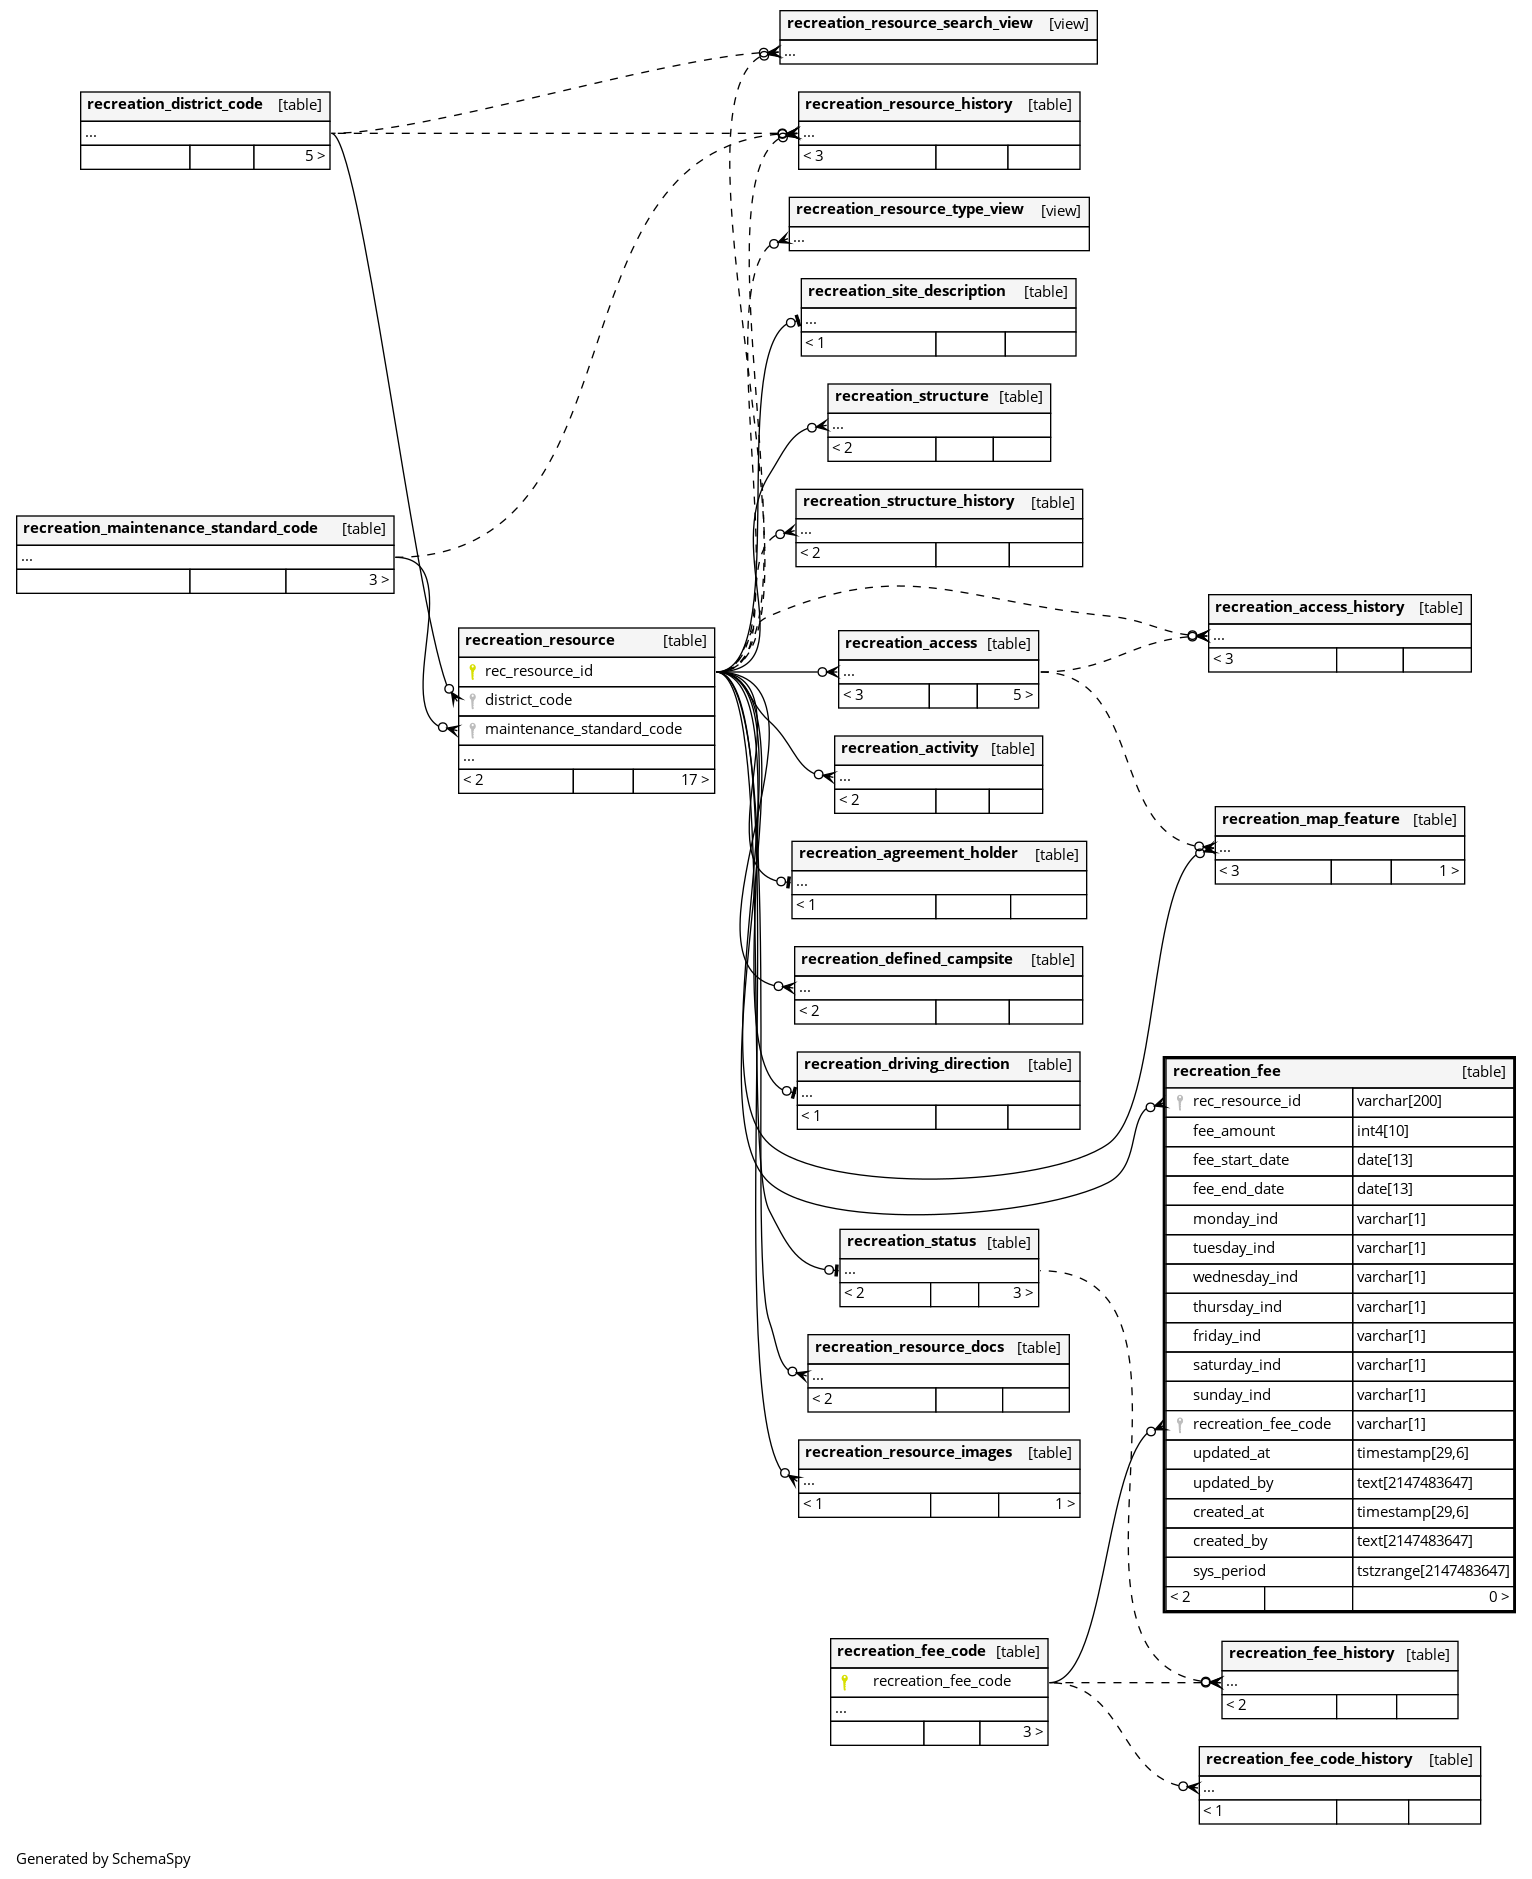 recreation_resource_search_view [view]
...
recreation_district_code [table]
...
5 >
recreation_resource_history [table]
...
< 3
recreation_resource_type_view [view]
...
recreation_site_description [table]
...
< 1
recreation_structure [table]
...
< 2
recreation_structure_history [table]
...
< 2
recreation_maintenance_standard_code [table]
...
3 >
recreation_resource [table]
rec_resource_id
district_code
maintenance_standard_code
...
< 2 17 >
recreation_access_history [table]
...
< 3
recreation_access [table]
...
< 3 5 >
recreation_activity [table]
...
< 2
recreation_map_feature [table]
...
< 3 1 >
recreation_agreement_holder [table]
...
< 1
recreation_defined_campsite [table]
...
< 2
recreation_driving_direction [table]
...
< 1
recreation_fee [table]
rec_resource_id varchar[200]
fee_amount int4[10]
fee_start_date date[13]
fee_end_date date[13]
monday_ind varchar[1]
tuesday_ind varchar[1]
wednesday_ind varchar[1]
thursday_ind varchar[1]
friday_ind varchar[1]
saturday_ind varchar[1]
sunday_ind varchar[1]
recreation_fee_code varchar[1]
updated_at timestamp[29,6]
updated_by text[2147483647]
created_at timestamp[29,6]
created_by text[2147483647]
sys_period tstzrange[2147483647]
< 2 0 >
recreation_status [table]
...
< 2 3 >
recreation_resource_docs [table]
...
< 2
recreation_resource_images [table]
...
< 1 1 >
recreation_fee_code [table]
recreation_fee_code
...
3 >
recreation_fee_history [table]
...
< 2
recreation_fee_code_history [table]
...
< 1
Generated by SchemaSpy